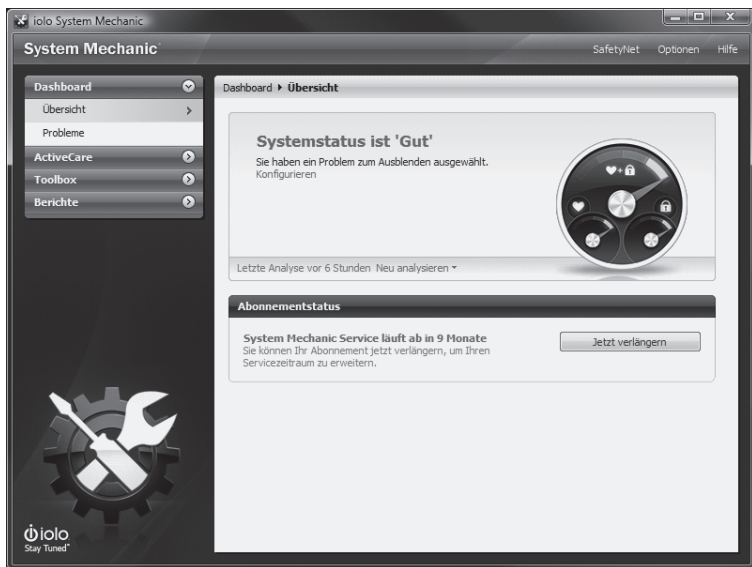 iolo System Mechanic
System Mechanic
SafetyNet Optionen Hilfe
Dashboard
Übersicht
Probleme
ActiveCare
Toolbox
Berichte
Dashboard Übersicht
Systemstatus ist 'Gut'
Sie haben ein Problem zum Ausblenden ausgewählt.
Konfigurieren
Letzte Analyse vor 6 Stunden Neu analysieren
Abonnementstatus
System Mechanic Service läuft ab in 9 Monate
Sie können Ihr Abonnement jetzt verlängern, um Ihren
Servicezeitraum zu erweitern.
Jetzt verlängern
iolo
Stay Tuned